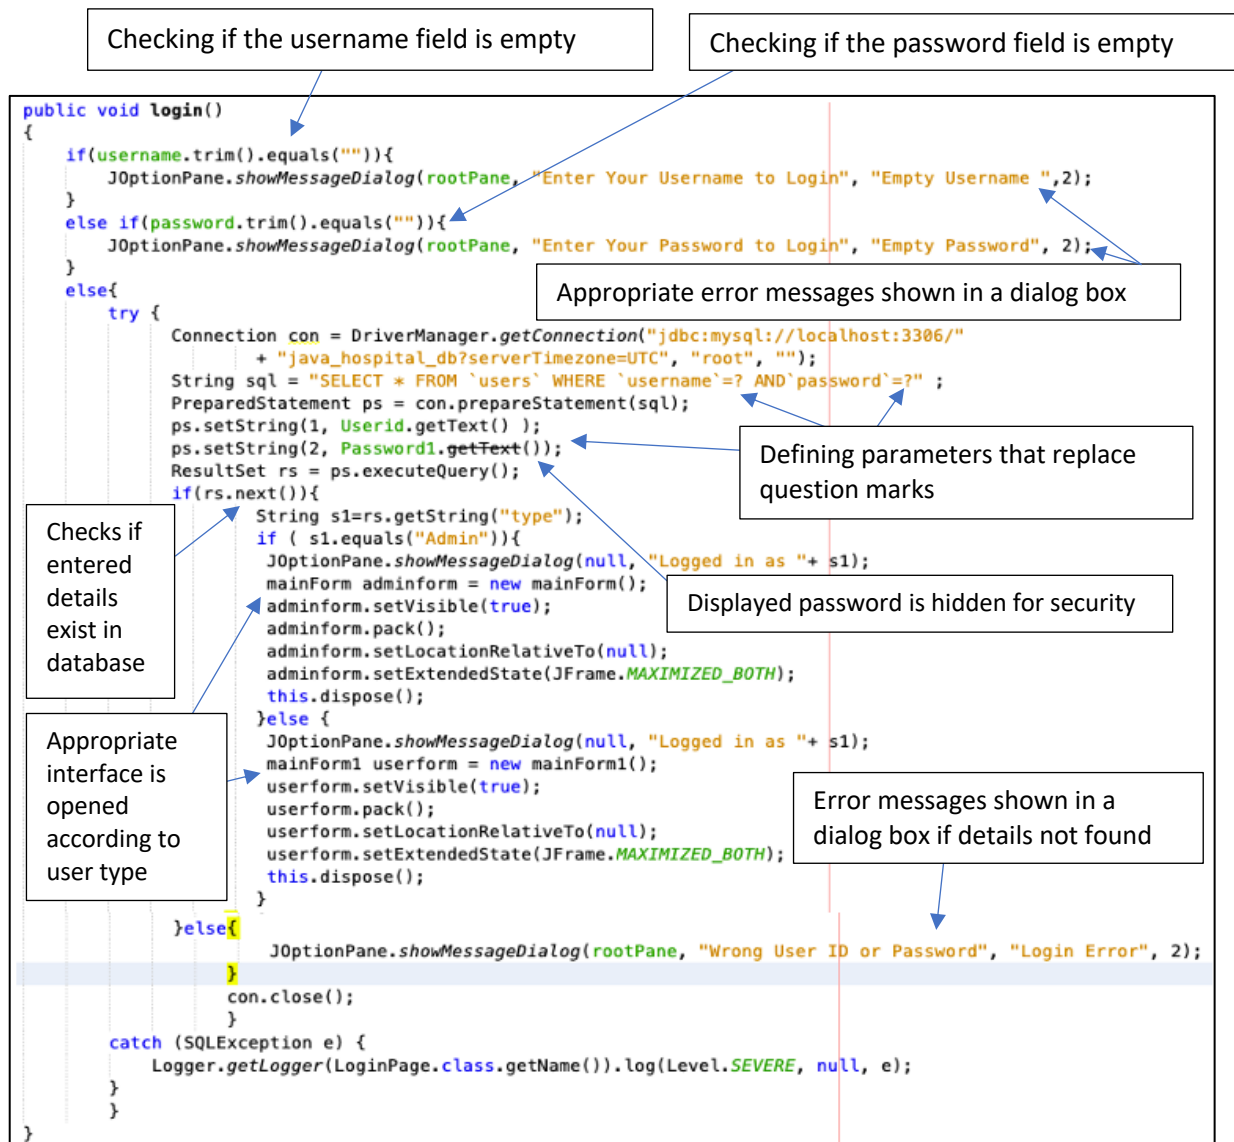 Checking if the username field is empty
Checking if the password field is empty
public void login()
{
if(username.trim().equals("")){
JOptionPane.showMessageDialog(rootPane, "Enter Your Username to Login", "Empty Username ",2);
}
else if(password.trim().equals("")){
JOptionPane.showMessageDialog(rootPane, "Enter Your Password to Login", "Empty Password", 2);
}
else{
Appropriate error messages shown in a dialog box
try {
Connection con = DriverManager.getConnection("jdbc:mysql://localhost:3306/"
+ "java_hospital_db?serverTimezone=UTC", "root", "");
String sql = "SELECT * FROM `users` WHERE `username`=? AND`password`=?" ;
PreparedStatement ps = con.prepareStatement(sql);
ps.setString(1, Userid.getText() );
ps.setString(2, Password1.getText());
Defining parameters that replace
question marks
ResultSet rs = ps.executeQuery();
if(rs.next()){
Checks if
entered
details
exist in
database
String s1=rs.getString("type");
if ( s1.equals("Admin")){
JOptionPane.showMessageDialog(null, "Logged in as "+ s1);
mainForm adminform = new mainForm();
Displayed password is hidden for security
adminform.setVisible(true);
adminform.pack();
adminform.setLocationRelativeTo(null);
adminform.setExtendedState(JFrame.MAXIMIZED_BOTH);
this.dispose();
}else {
Appropriate
interface is
opened
according to
user type
JOptionPane.showMessageDialog(null, "Logged in as "+ s1);
mainForm1 userform = new mainForm1();
userform.setVisible(true);
userform.pack();
userform.setLocationRelativeTo(null);
userform.setExtendedState(JFrame.MAXIMIZED_BOTH);
this.dispose();
}
Error messages shown in a
dialog box if details not found
}else{
JOptionPane.showMessageDialog(rootPane, "Wrong User ID or Password", "Login Error", 2);
}
con.close();
}
catch (SQLException e) {
Logger.getLogger(LoginPage.class.getName()).log(Level.SEVERE, null, e);
}
}
}